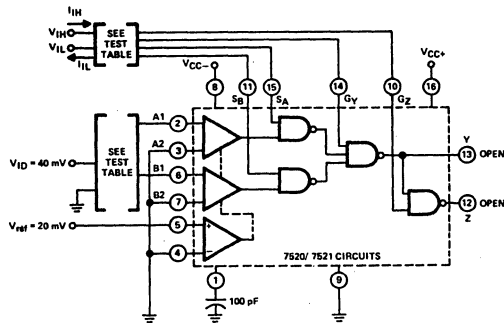 IIH
VIH
VIL
IIL
SEE
TEST
TABLE
VCC−
VCC+
8
11
15
14
10
16
SB
SA
GY
GZ
A1
2
A2
3
B1
6
B2
7
5
4
SEE
TEST
TABLE
VID = 40 mV
Vref = 20 mV
+
−
Y
13
OPEN
12
OPEN
Z
7520/7521 CIRCUITS
1
9
100 pF